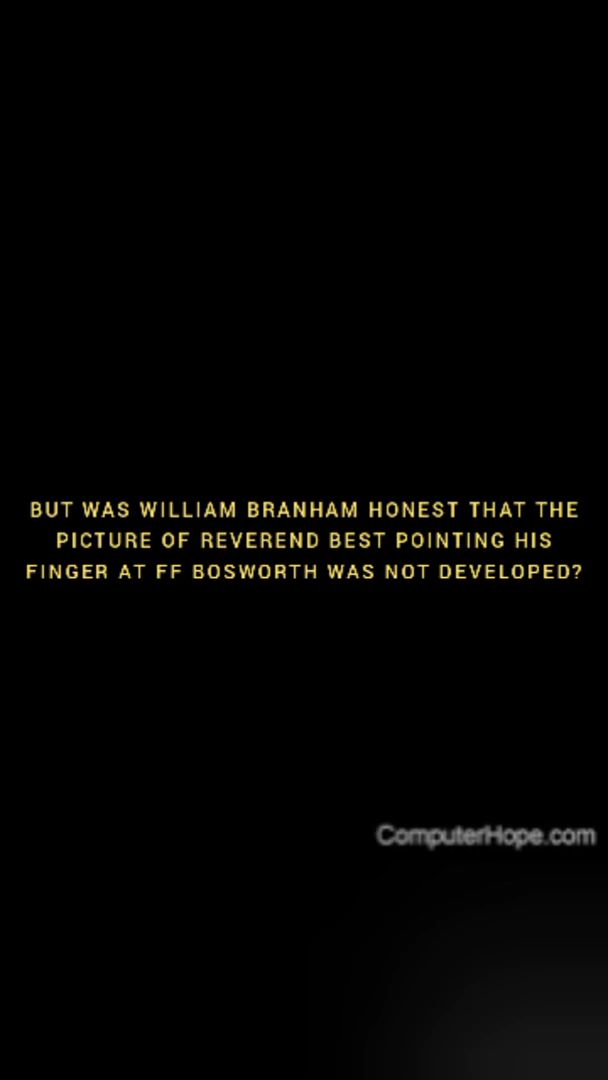 BUT WAS WILLIAM BRANHAM HONEST THAT THE
PICTURE OF REVEREND BEST POINTING HIS
FINGER AT FF BOSWORTH WAS NOT DEVELOPED?
ComputerHope.com